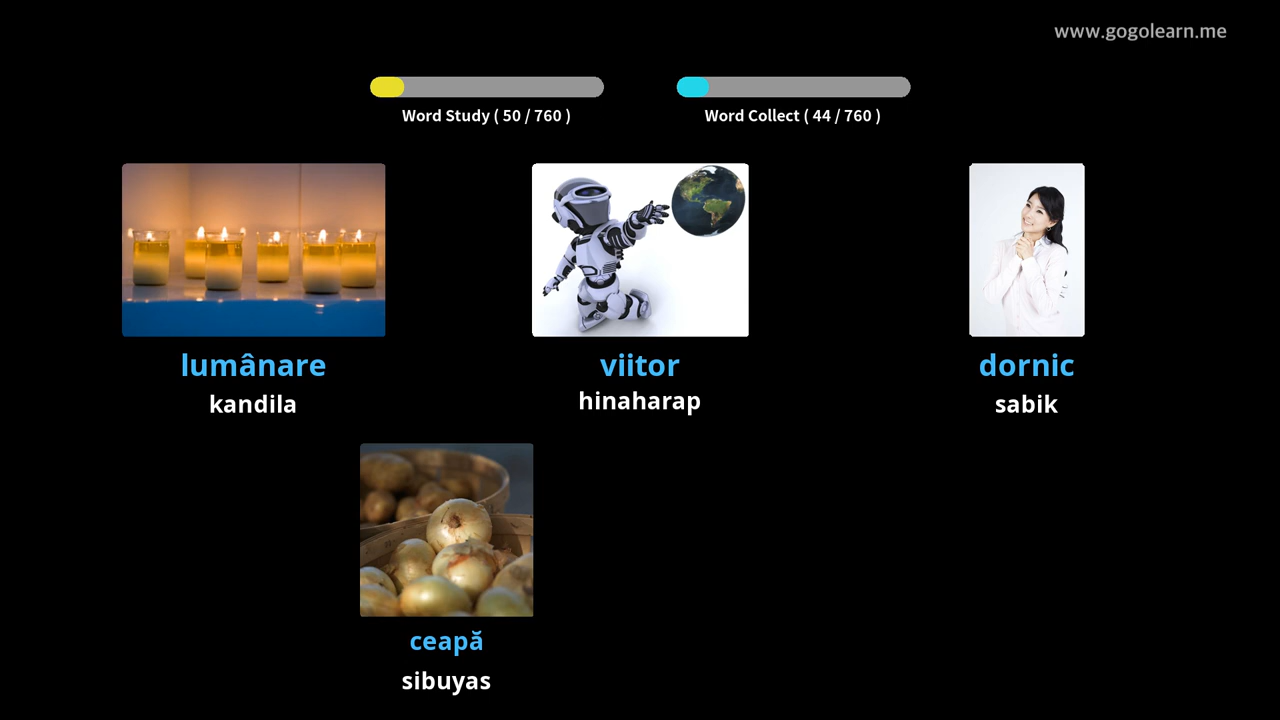 www.gogolearn.me
Word Study ( 50 / 760 )
Word Collect ( 44 / 760 )
lumânare
kandila
viitor
hinaharap
dornic
sabik
ceapă
sibuyas